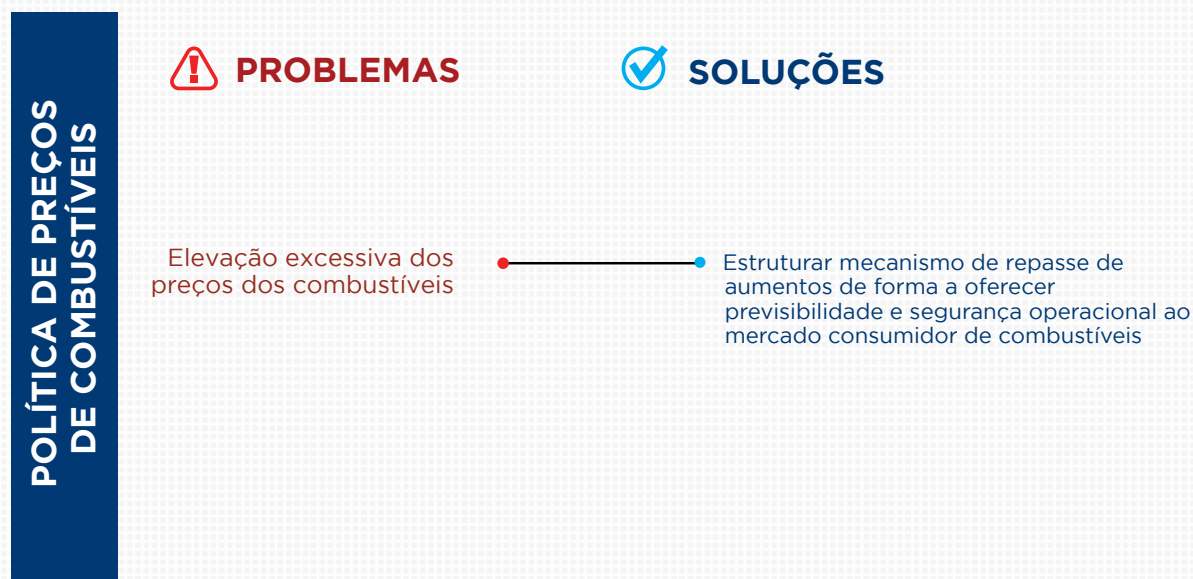 POLÍTICA DE PREÇOS
DE COMBUSTÍVEIS
PROBLEMAS
SOLUÇÕES
Elevação excessiva dos
preços dos combustíveis
Estruturar mecanismo de repasse de
aumentos de forma a oferecer
previsibilidade e segurança operacional ao
mercado consumidor de combustíveis